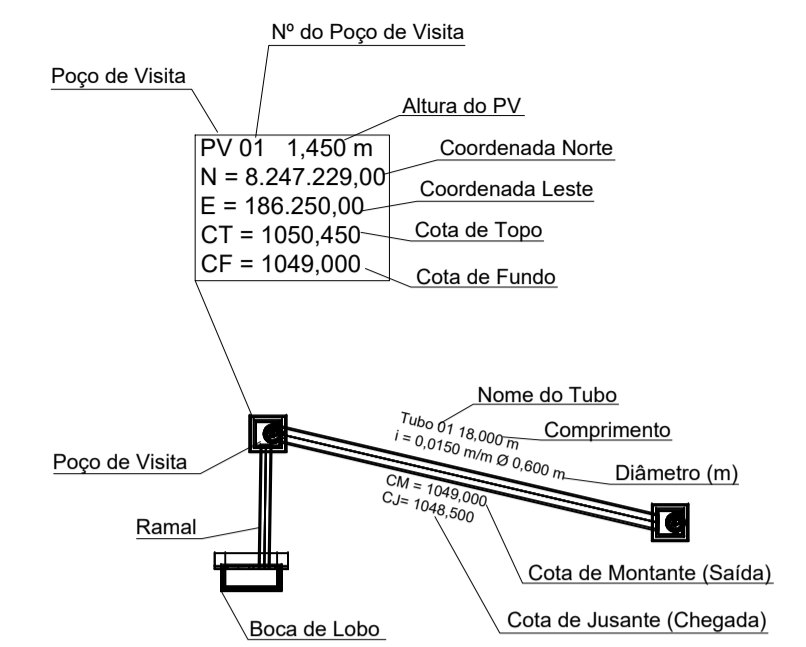 Nº do Poço de Visita
Poço de Visita
Altura do PV
PV 01 1,450 m
Coordenada Norte
N = 8.247.229,00
Coordenada Leste
E = 186.250,00
Cota de Topo
CT = 1050,450
CF = 1049,000
Cota de Fundo
Nome do Tubo
Tubo 01 18,000 m
Comprimento
i = 0,0150 m/m Ø 0,600 m
Poço de Visita
Diâmetro (m)
CM = 1049,000
CJ= 1048,500
Ramal
Cota de Montante (Saída)
Cota de Jusante (Chegada)
Boca de Lobo